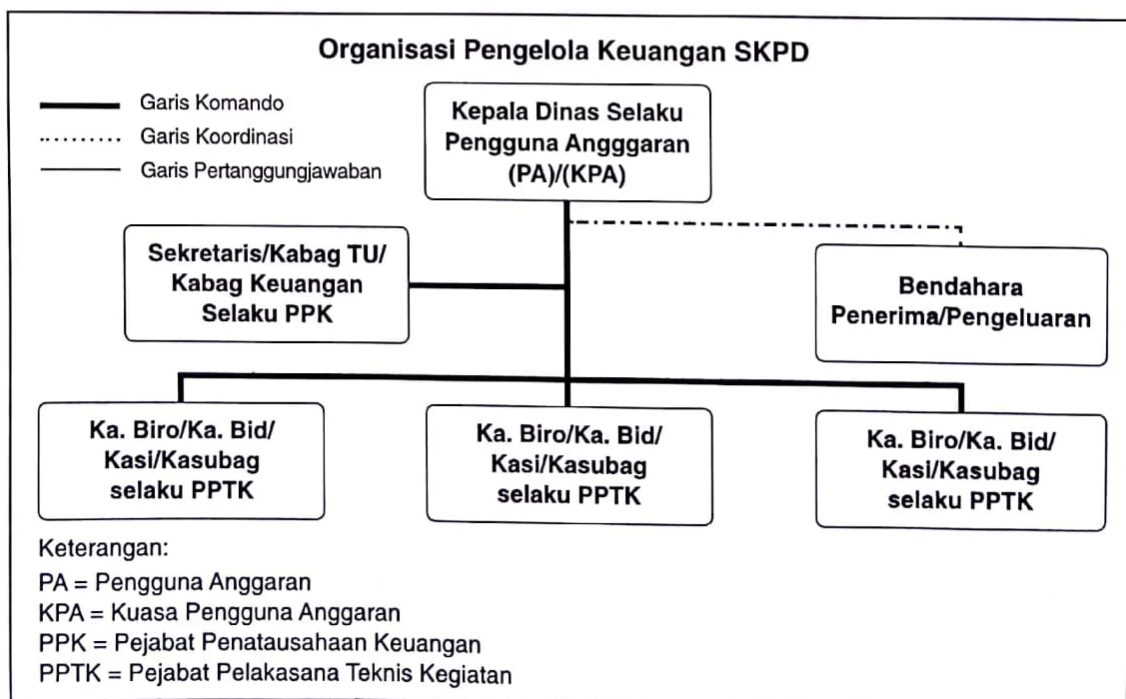 Organisasi Pengelola Keuangan SKPD
Garis Komando
Garis Koordinasi
Garis Pertanggungjawaban
Kepala Dinas Selaku
Pengguna Angggaran
(PA)/(KPA)
Sekretaris/Kabag TU/
Kabag Keuangan
Selaku PPK
Bendahara
Penerima/Pengeluaran
Ka. Biro/Ka. Bid/
Kasi/Kasubag
selaku PPTK
Ka. Biro/Ka. Bid/
Kasi/Kasubag
selaku PPTK
Ka. Biro/Ka. Bid/
Kasi/Kasubag
selaku PPTK
Keterangan:
PA = Pengguna Anggaran
KPA = Kuasa Pengguna Anggaran
PPK = Pejabat Penatausahaan Keuangan
PPTK = Pejabat Pelakasana Teknis Kegiatan